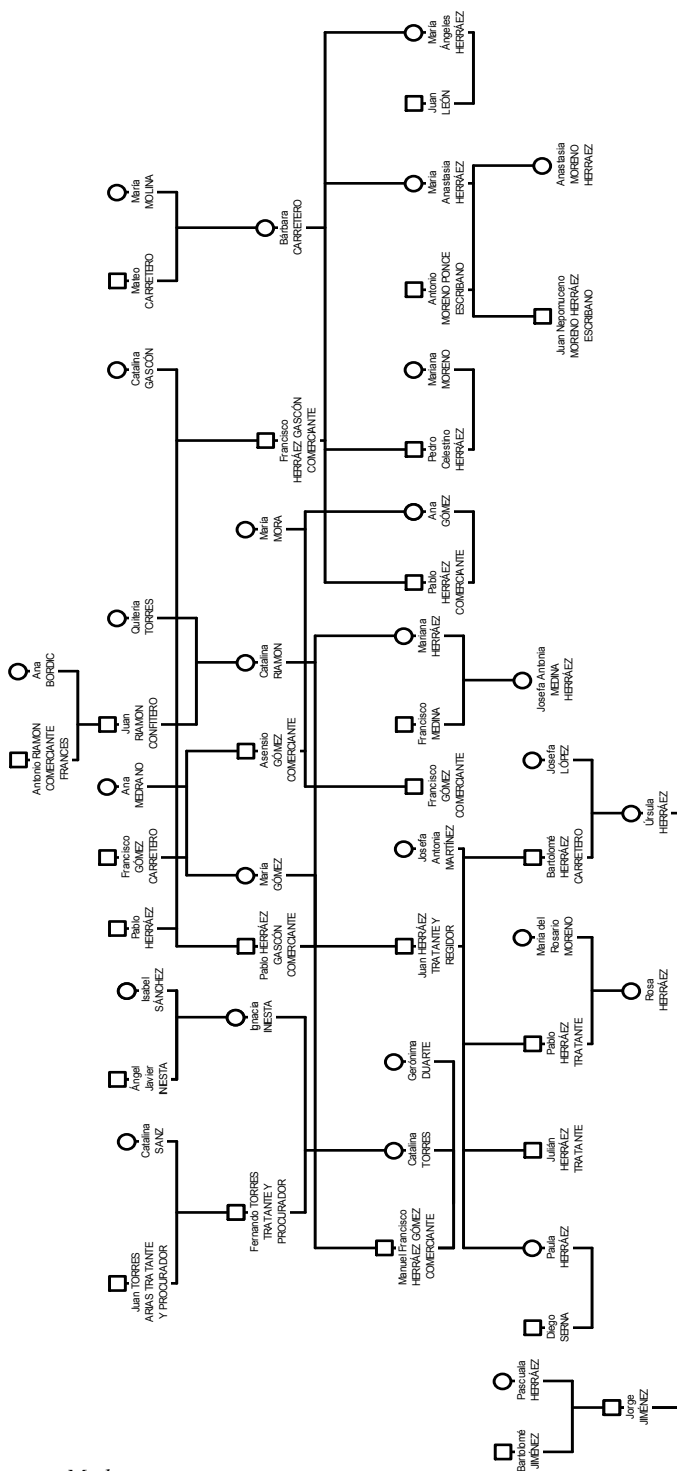 Antonio RIAMON
COMERCIANTE
FRANCES
Ana
BORDIC
Juan TORRES
ARIAS TRATANTE
Y PROCURADOR
Catalina
SANZ
Ángel
Javier
INIESTA
Isabel
SÁNCHEZ
Pablo
HERRÁEZ
Francisco
GÓMEZ
CARRETERO
Ana
MEDRANO
Juan
RIAMON
CONFITERO
Quiteria
TORRES
Catalina
GASCÓN
Mateo
CARRETERO
María
MOLINA
Fernando TORRES
TRATANTE Y
PROCURADOR
Ignacia
INIESTA
Pablo HERRÁEZ
GASCÓN
COMERCIANTE
María
GÓMEZ
Asensio
GÓMEZ
COMERCIANTE
Catalina
RIAMON
María
MORA
Francisco
HERRÁEZ GASCÓN
COMERCIANTE
Bárbara
CARRETERO
Manuel Francisco
HERRÁEZ GÓMEZ
COMERCIANTE
Catalina
TORRES
Gerónima
DUARTE
Juan HERRÁEZ
TRATANTE Y
REGIDOR
Josefa
Antonia
MARTÍNEZ
Francisco
GÓMEZ
COMERCIANTE
Francisco
MEDINA
Mariana
HERRÁEZ
Pablo
HERRÁEZ
COMERCIANTE
Ana
GÓMEZ
Pedro
Celestino
HERRÁEZ
Mariana
MORENO
Antonio
MORENO PONCE
ESCRIBANO
María
Anastasia
HERRÁEZ
Juan
LEÓN
María
Ángeles
HERRÁEZ
Bartolomé
JIMÉNEZ
Pascuala
HERRÁEZ
Diego
SERNA
Paula
HERRÁEZ
Julián
HERRÁEZ
TRATANTE
Pablo
HERRÁEZ
TRATANTE
María del
Rosario
MORENO
Bartolomé
HERRÁEZ
CARRETERO
Josefa
LÓPEZ
Josefa Antonia
MEDINA
HERRÁEZ
Juan Nepomuceno
MORENO HERRÁEZ
ESCRIBANO
Anastasia
MORENO
HERRAEZ
Jorge
JIMÉNEZ
Rosa
HERRÁEZ
Úrsula
HERRÁEZ